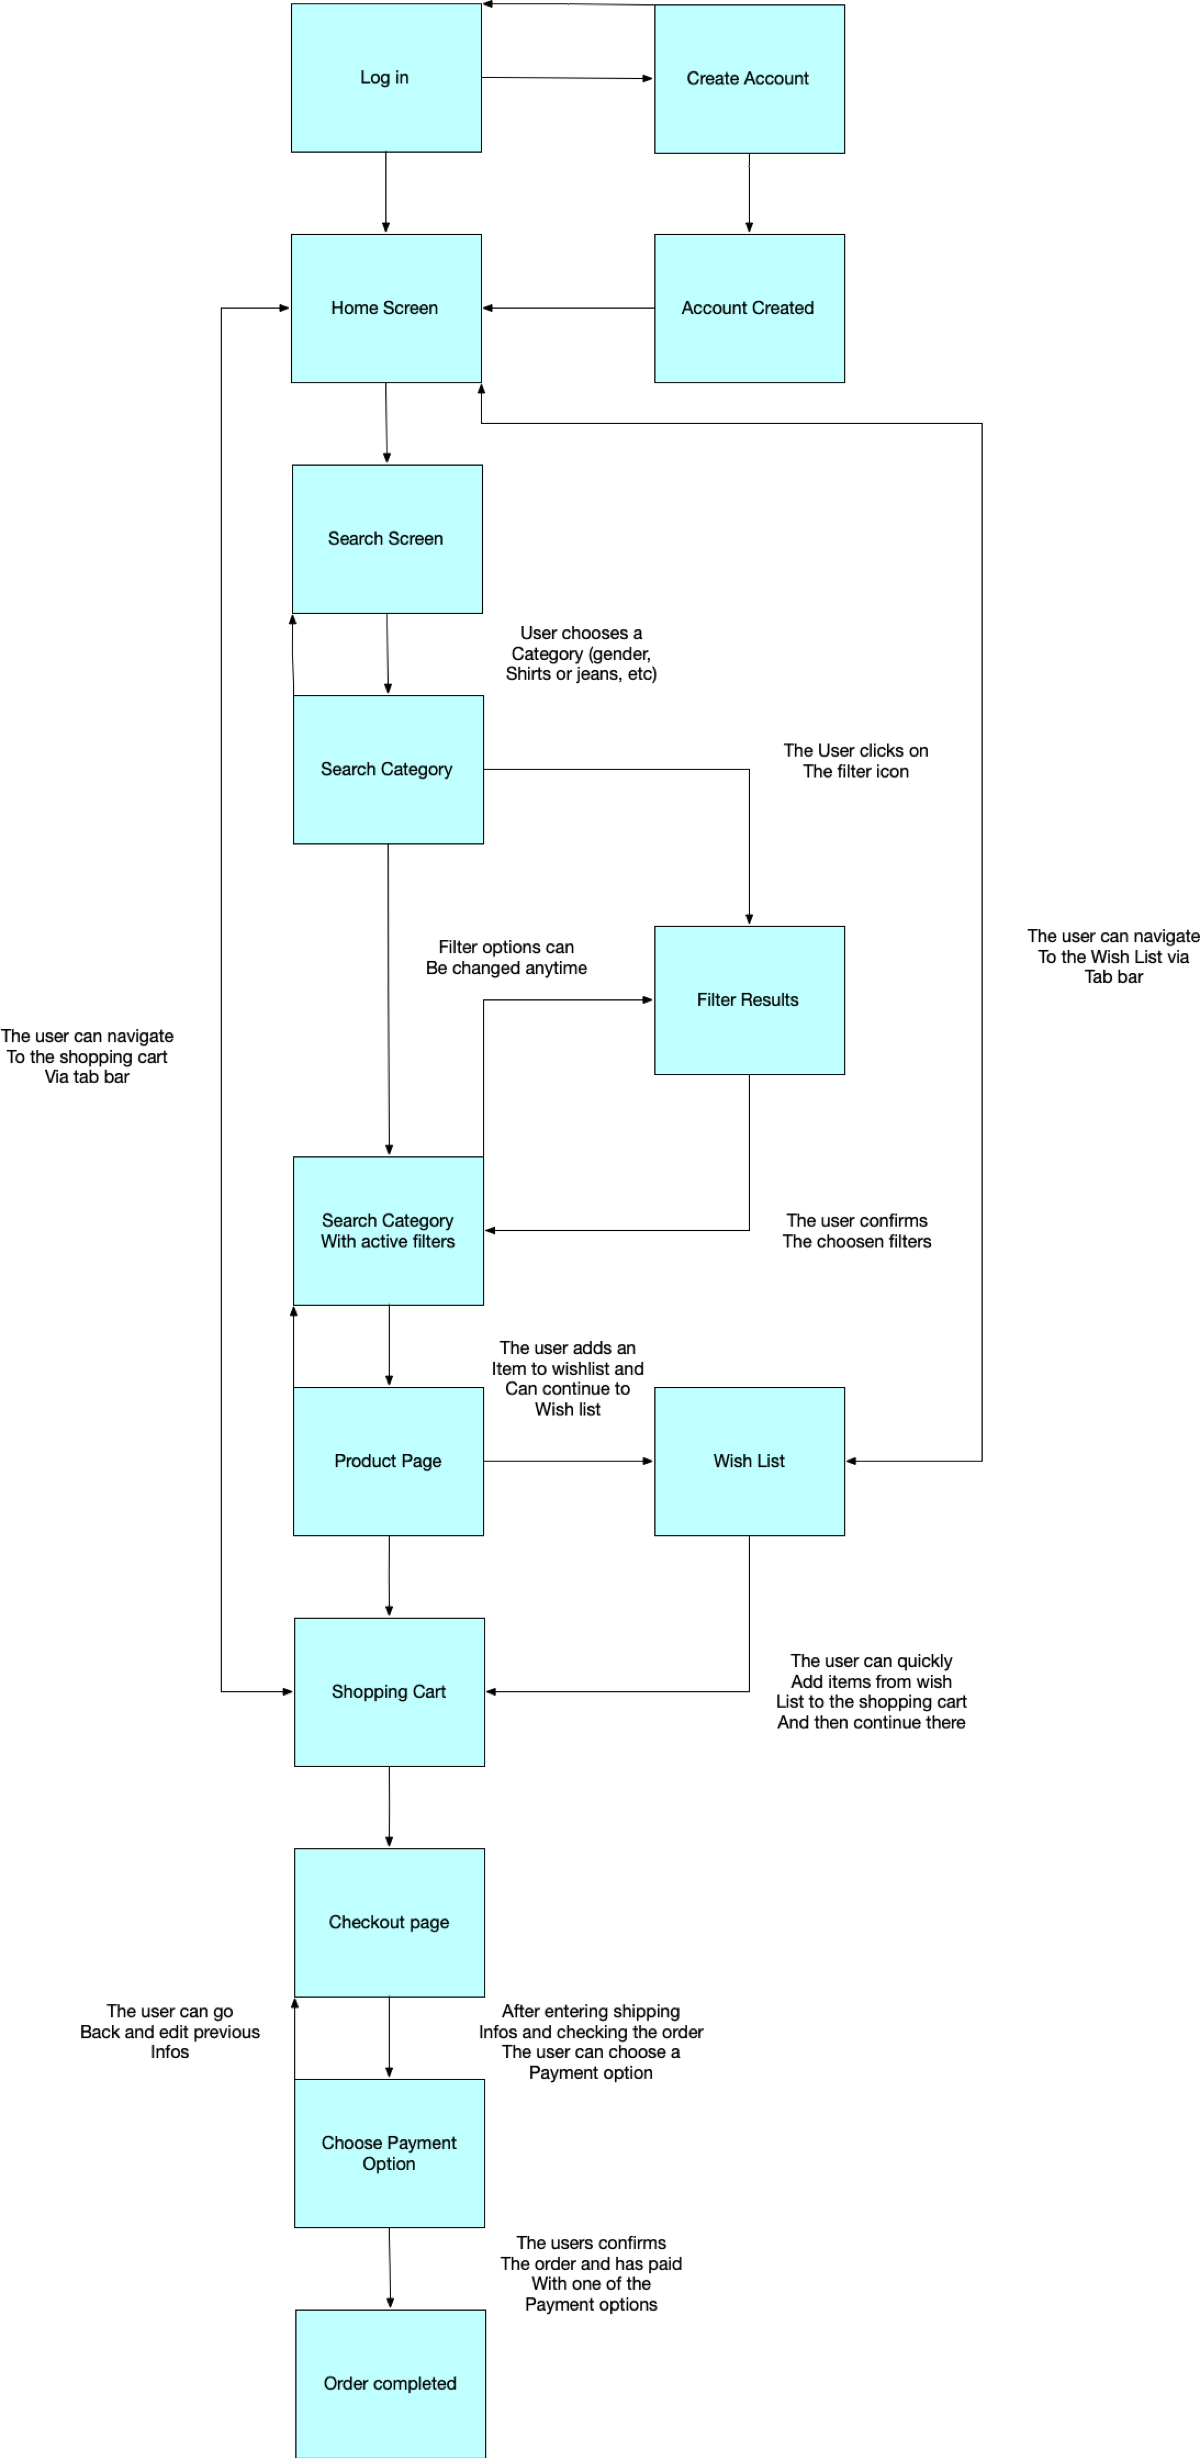 Log in
Create Account
Home Screen
Account Created
Search Screen
User chooses a
Category (gender,
Shirts or jeans, etc)
Search Category
The User clicks on
The filter icon
Filter options can
Be changed anytime
Filter Results
The user can navigate
To the Wish List via
Tab bar
The user can navigate
To the shopping cart
Via tab bar
Search Category
With active filters
The user confirms
The choosen filters
The user adds an
Item to wishlist and
Can continue to
Wish list
Product Page
Wish List
Shopping Cart
The user can quickly
Add items from wish
List to the shopping cart
And then continue there
Checkout page
The user can go
Back and edit previous
Infos
After entering shipping
Infos and checking the order
The user can choose a
Payment option
Choose Payment
Option
The users confirms
The order and has paid
With one of the
Payment options
Order completed